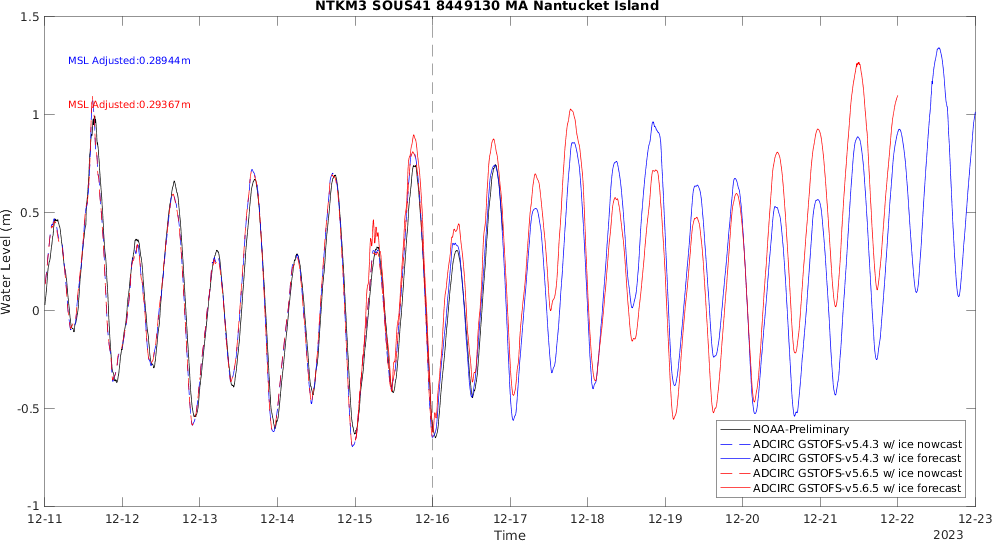 NTKM3 SOUS41 8449130 MA Nantucket Island
1.5
MSL Adjusted:0.28944m
MSL Adjusted:0.29367m
1
0.5
Water Level (m)
0
-0.5
-1
NOAA-Preliminary
ADCIRC GSTOFS-v5.4.3 w/ ice nowcast
ADCIRC GSTOFS-v5.4.3 w/ ice forecast
ADCIRC GSTOFS-v5.6.5 w/ ice nowcast
ADCIRC GSTOFS-v5.6.5 w/ ice forecast
12-11 12-12 12-13 12-14 12-15 12-16 12-17 12-18 12-19 12-20 12-21 12-22 12-23
Time
2023